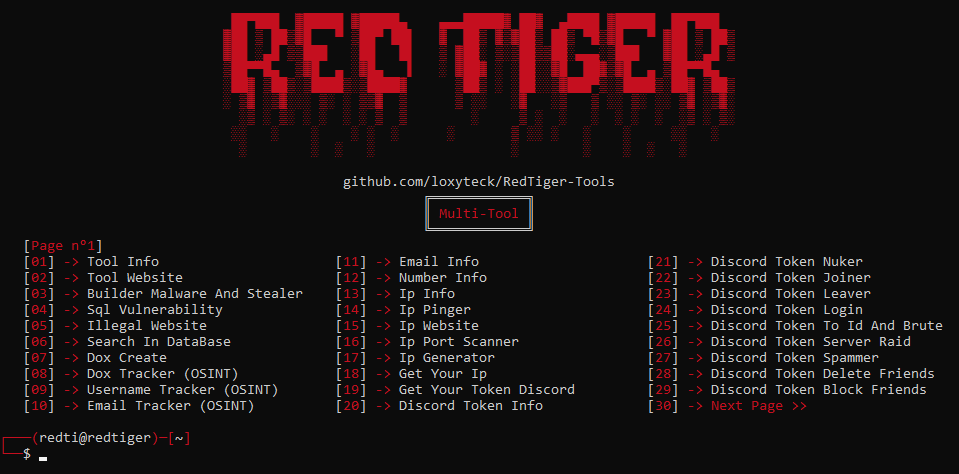 RED TIGER
github.com/loxyteck/RedTiger-Tools
Multi-Tool
[Page n°1]
[01] -> Tool Info [11] -> Email Info [21] -> Discord Token Nuker
[02] -> Tool Website [12] -> Number Info [22] -> Discord Token Joiner
[03] -> Builder Malware And Stealer [13] -> Ip Info [23] -> Discord Token Leaver
[04] -> Sql Vulnerability [14] -> Ip Pinger [24] -> Discord Token Login
[05] -> Illegal Website [15] -> Ip Website [25] -> Discord Token To Id And Brute
[06] -> Search In DataBase [16] -> Ip Port Scanner [26] -> Discord Token Server Raid
[07] -> Dox Create [17] -> Ip Generator [27] -> Discord Token Spammer
[08] -> Dox Tracker (OSINT) [18] -> Get Your Ip [28] -> Discord Token Delete Friends
[09] -> Username Tracker (OSINT) [19] -> Get Your Token Discord [29] -> Discord Token Block Friends
[10] -> Email Tracker (OSINT) [20] -> Discord Token Info [30] -> Next Page >>
(redti@redtiger)-[~]
$